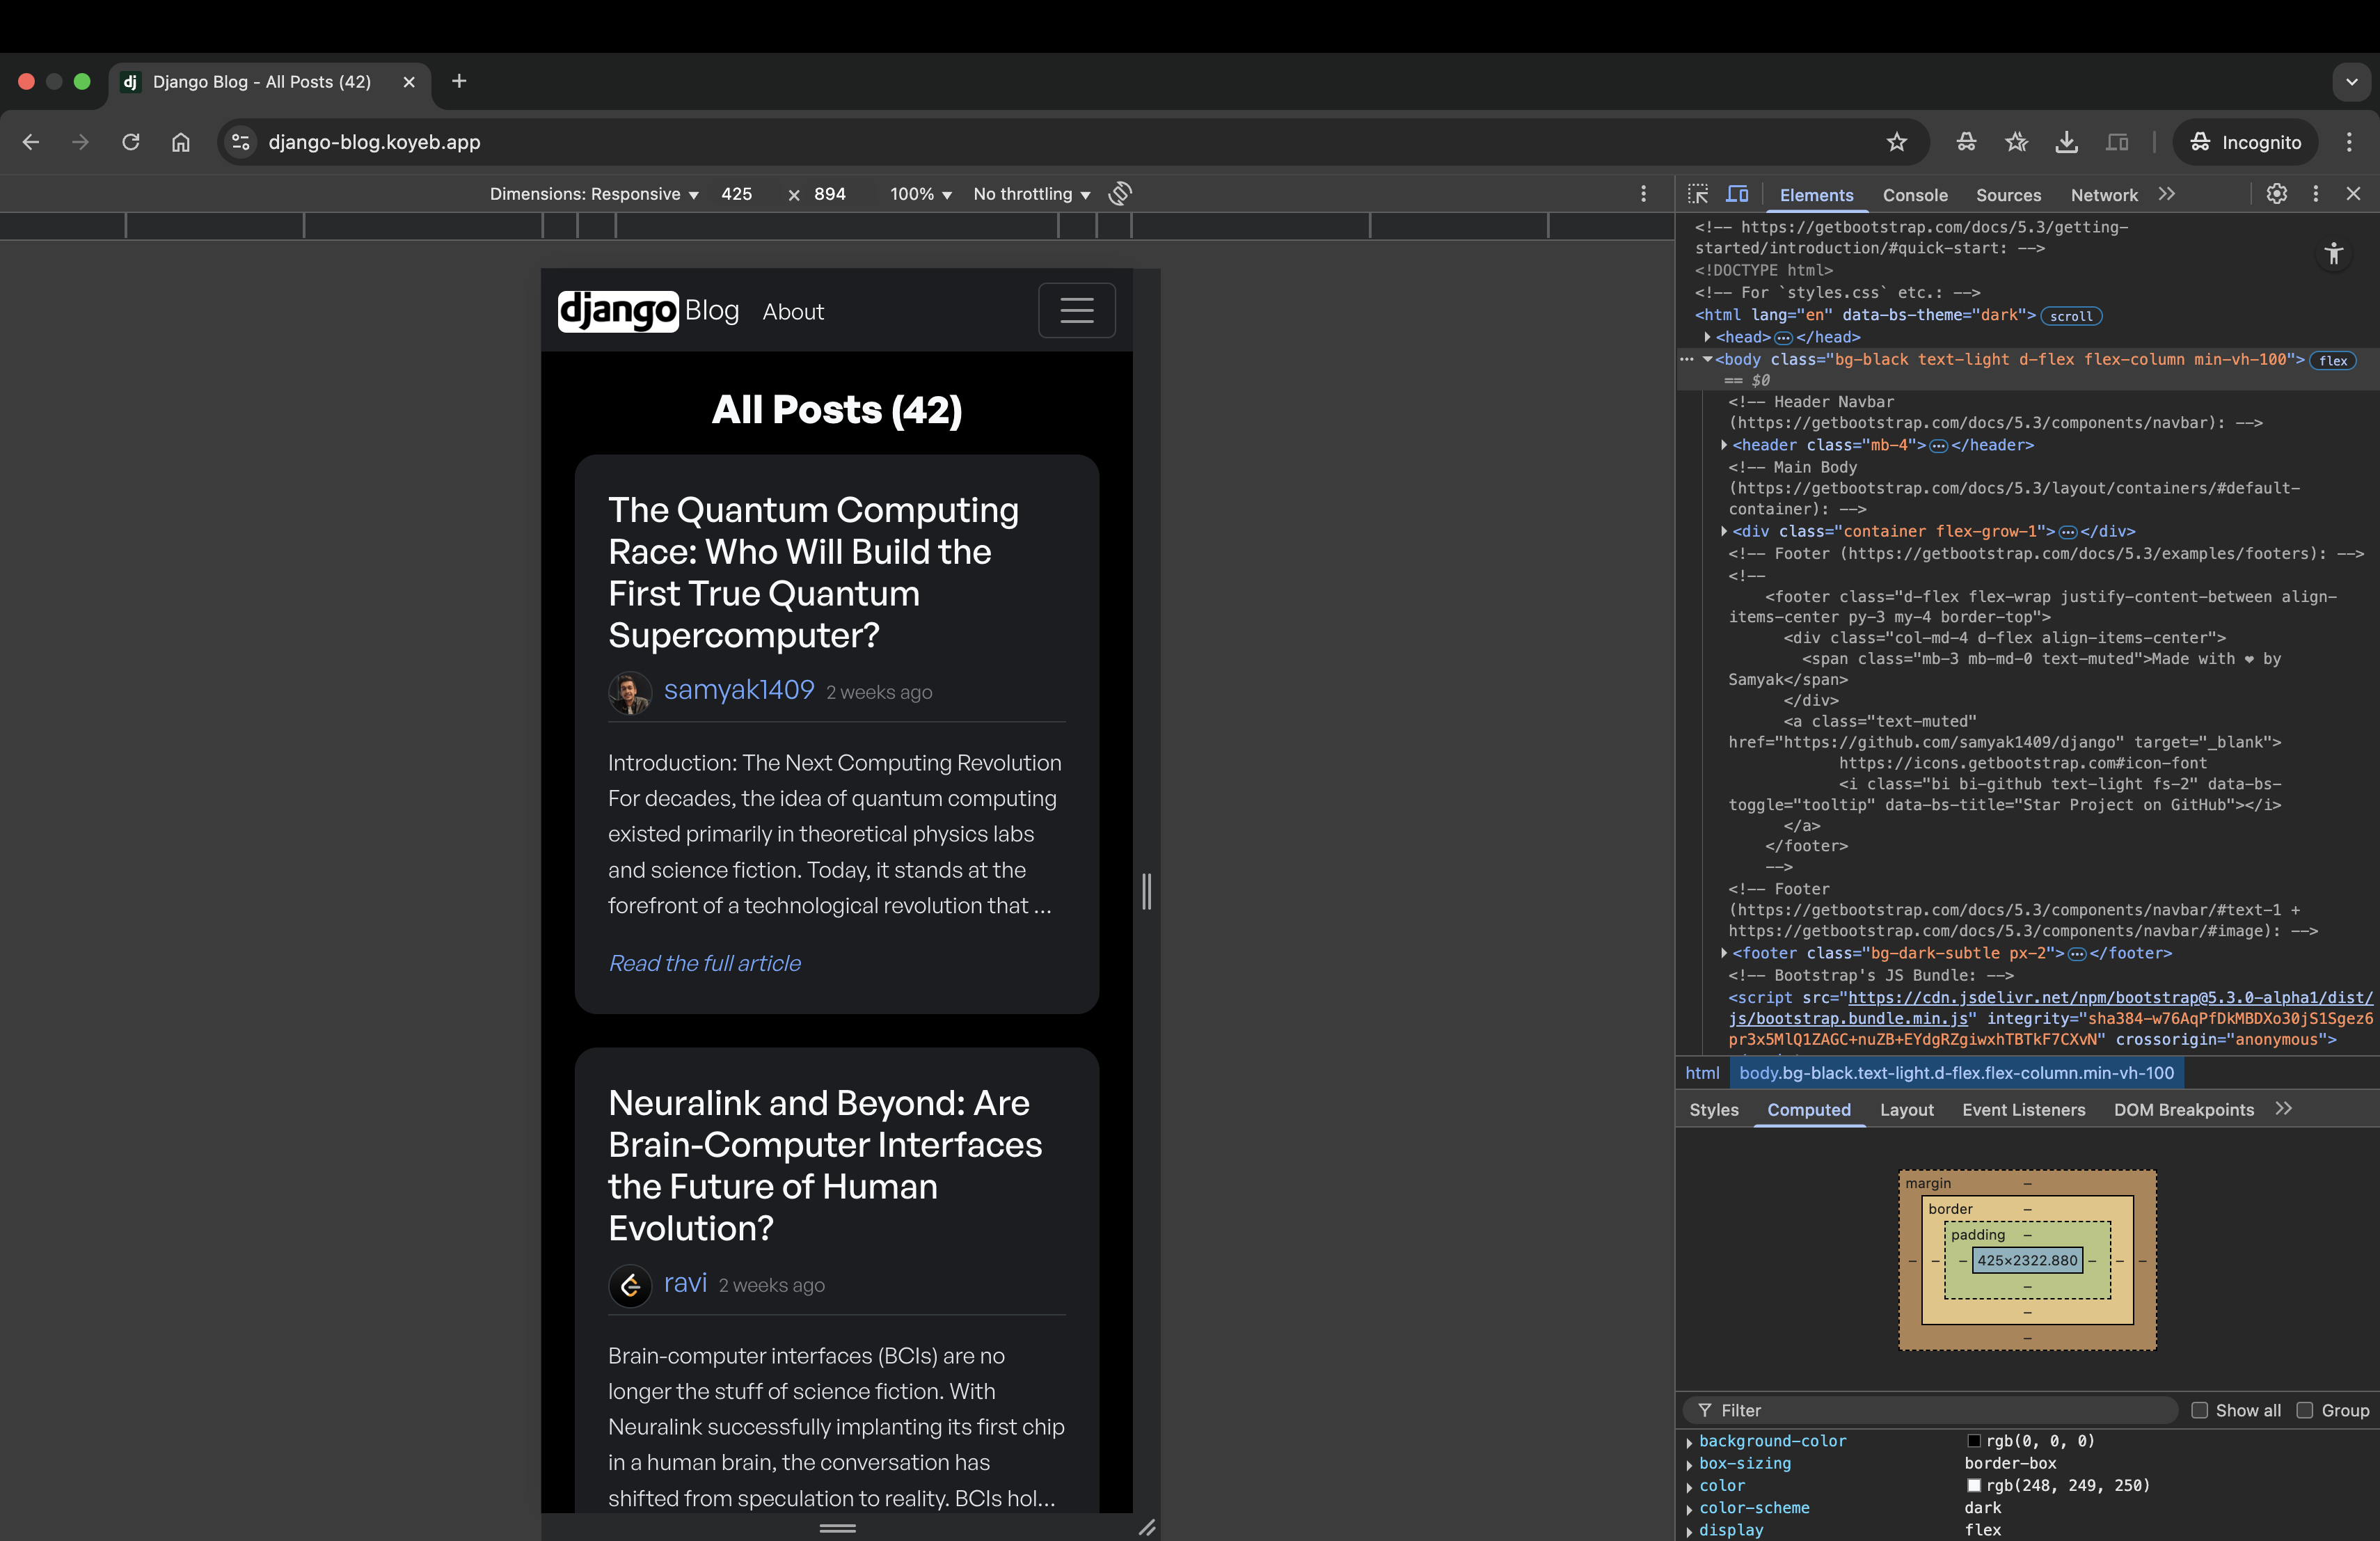 dj Django Blog - All Posts (42)
django-blog.koyeb.app
Incognito
Dimensions: Responsive 425 x 894 100% No throttling
Elements Console Sources Network
django Blog About
All Posts (42)
The Quantum Computing
Race: Who Will Build the
First True Quantum
Supercomputer?
samyak1409 2 weeks ago
Introduction: The Next Computing Revolution
For decades, the idea of quantum computing
existed primarily in theoretical physics labs
and science fiction. Today, it stands at the
forefront of a technological revolution that ...
Read the full article
Neuralink and Beyond: Are
Brain-Computer Interfaces
the Future of Human
Evolution?
ravi 2 weeks ago
Brain-computer interfaces (BCIs) are no
longer the stuff of science fiction. With
Neuralink successfully implanting its first chip
in a human brain, the conversation has
shifted from speculation to reality. BCIs hol...
<!-- https://getbootstrap.com/docs/5.3/getting-
started/introduction/#quick-start: -->
<!DOCTYPE html>
<!-- For `styles.css` etc.: -->
<html lang="en" data-bs-theme="dark"> scroll
<head> ... </head>
... <body class="bg-black text-light d-flex flex-column min-vh-100"> flex
== $0
<!-- Header Navbar
(https://getbootstrap.com/docs/5.3/components/navbar): -->
<header class="mb-4"> ... </header>
<!-- Main Body
(https://getbootstrap.com/docs/5.3/layout/containers/#default-
container): -->
<div class="container flex-grow-1"> ... </div>
<!-- Footer (https://getbootstrap.com/docs/5.3/examples/footers): -->
<!--
<footer class="d-flex flex-wrap justify-content-between align-
items-center py-3 my-4 border-top">
<div class="col-md-4 d-flex align-items-center">
<span class="mb-3 mb-md-0 text-muted">Made with ❤ by
Samyak</span>
</div>
<a class="text-muted"
href="https://github.com/samyak1409/django" target="_blank">
https://icons.getbootstrap.com#icon-font
<i class="bi bi-github text-light fs-2" data-bs-
toggle="tooltip" data-bs-title="Star Project on GitHub"></i>
</a>
</footer>
-->
<!-- Footer
(https://getbootstrap.com/docs/5.3/components/navbar/#text-1 +
https://getbootstrap.com/docs/5.3/components/navbar/#image): -->
<footer class="bg-dark-subtle px-2"> ... </footer>
<!-- Bootstrap's JS Bundle: -->
<script src="https://cdn.jsdelivr.net/npm/bootstrap@5.3.0-alpha1/dist/
js/bootstrap.bundle.min.js" integrity="sha384-w76AqPfDkMBDXo30jS1Sgez6
pr3x5MlQ1ZAGC+nuZB+EYdgRZgiwxhTBTkF7CXvN" crossorigin="anonymous">
html body.bg-black.text-light.d-flex.flex-column.min-vh-100
Styles Computed Layout Event Listeners DOM Breakpoints
margin –
border –
padding –
– – – 425×2322.880 – – –
–
–
–
Filter Show all Group
background-color rgb(0, 0, 0)
box-sizing border-box
color rgb(248, 249, 250)
color-scheme dark
display flex